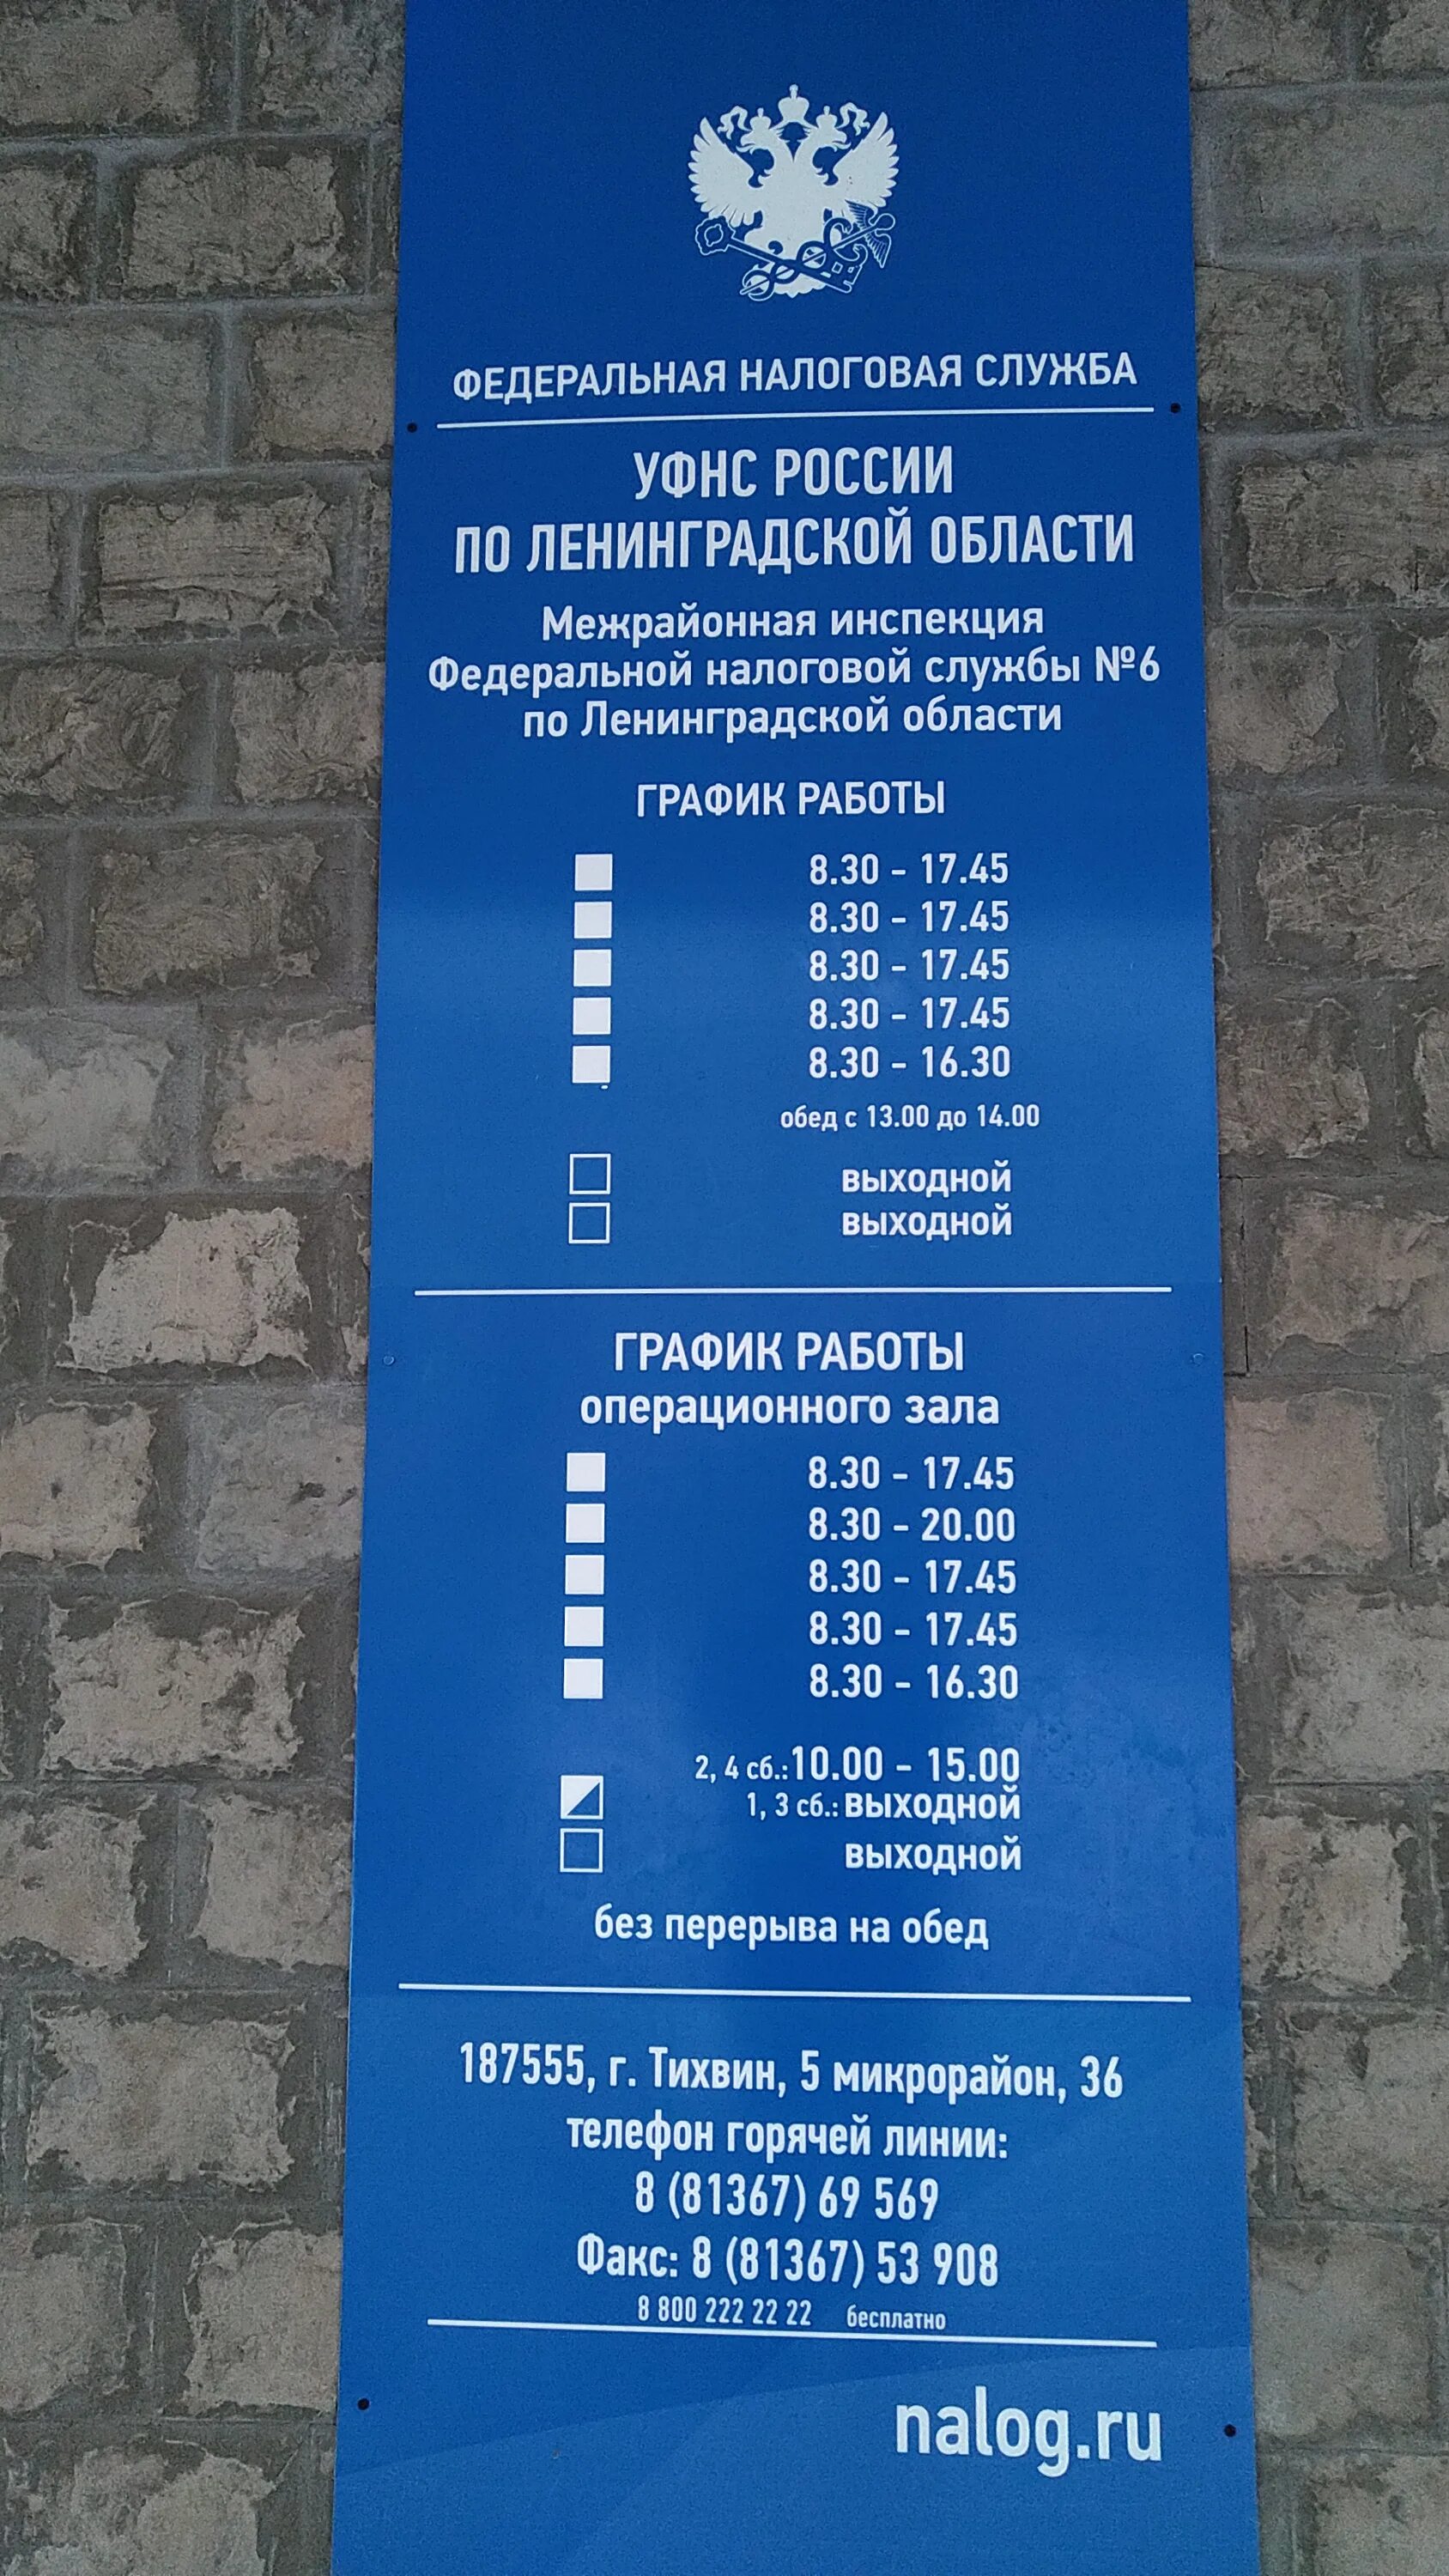 ФЕДЕРАЛЬНАЯ НАЛОГОВАЯ СЛУЖБА
УФНС РОССИИ
ПО ЛЕНИНГРАДСКОЙ ОБЛАСТИ
Межрайонная инспекция
Федеральной налоговой службы №6
по Ленинградской области
ГРАФИК РАБОТЫ
8.30 - 17.45
8.30 - 17.45
8.30 - 17.45
8.30 - 17.45
8.30 - 16.30
обед с 13.00 до 14.00
выходной
выходной
ГРАФИК РАБОТЫ
операционного зала
8.30 - 17.45
8.30 - 20.00
8.30 - 17.45
8.30 - 17.45
8.30 - 16.30
2, 4 сб.:10.00 - 15.00
1, 3 сб.: выходной
выходной
без перерыва на обед
187555, г. Тихвин, 5 микрорайон, 36
телефон горячей линии:
8 (81367) 69 569
Факс: 8 (81367) 53 908
8 800 222 22 22 бесплатно
nalog.ru